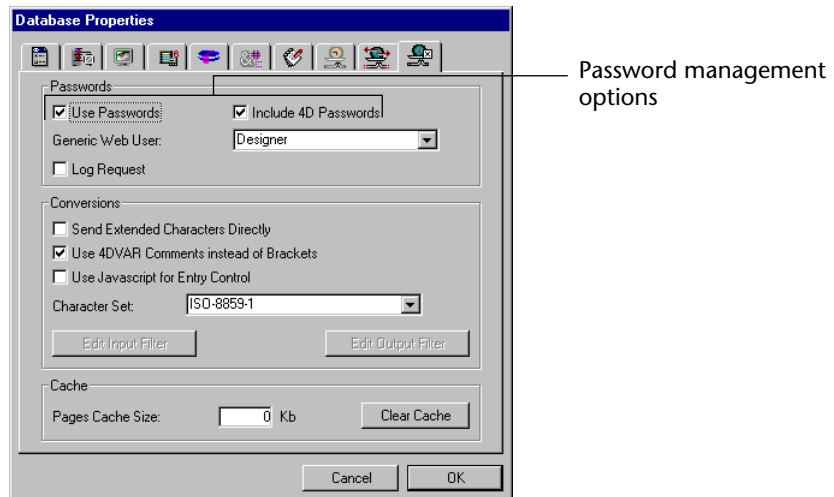 Database Properties
&#
Passwords
Use Passwords
Include 4D Passwords
Generic Web User:
Designer
Log Request
Conversions
Send Extended Characters Directly
Use 4DVAR Comments instead of Brackets
Use Javascript for Entry Control
Character Set:
ISO-8859-1
Edit Input Filter
Edit Output Filter
Cache
Pages Cache Size:
0 Kb
Clear Cache
Cancel
OK
Password management
options